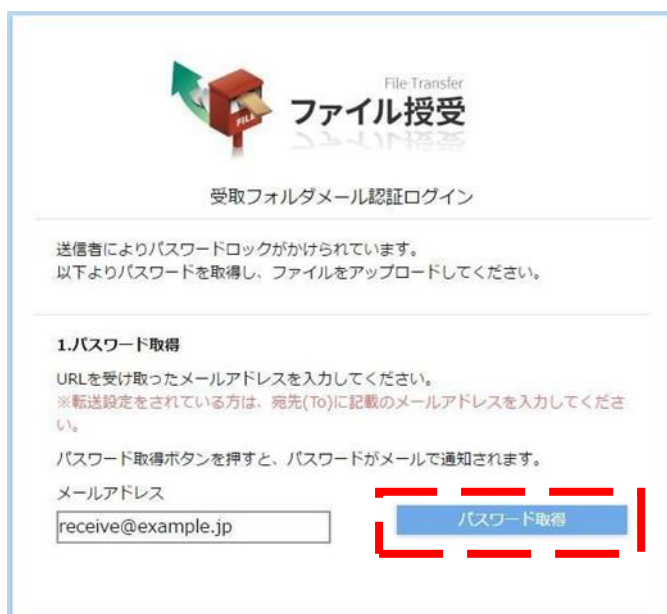 File Transfer
ファイル授受
FILE
受取フォルダメール認証ログイン
送信者によりパスワードロックがかけられています。
以下よりパスワードを取得し、ファイルをアップロードしてください。
1.パスワード取得
URLを受け取ったメールアドレスを入力してください。
※転送設定をされている方は、宛先(To)に記載のメールアドレスを入力してくださ
い。
パスワード取得ボタンを押すと、パスワードがメールで通知されます。
メールアドレス
receive@example.jp
パスワード取得